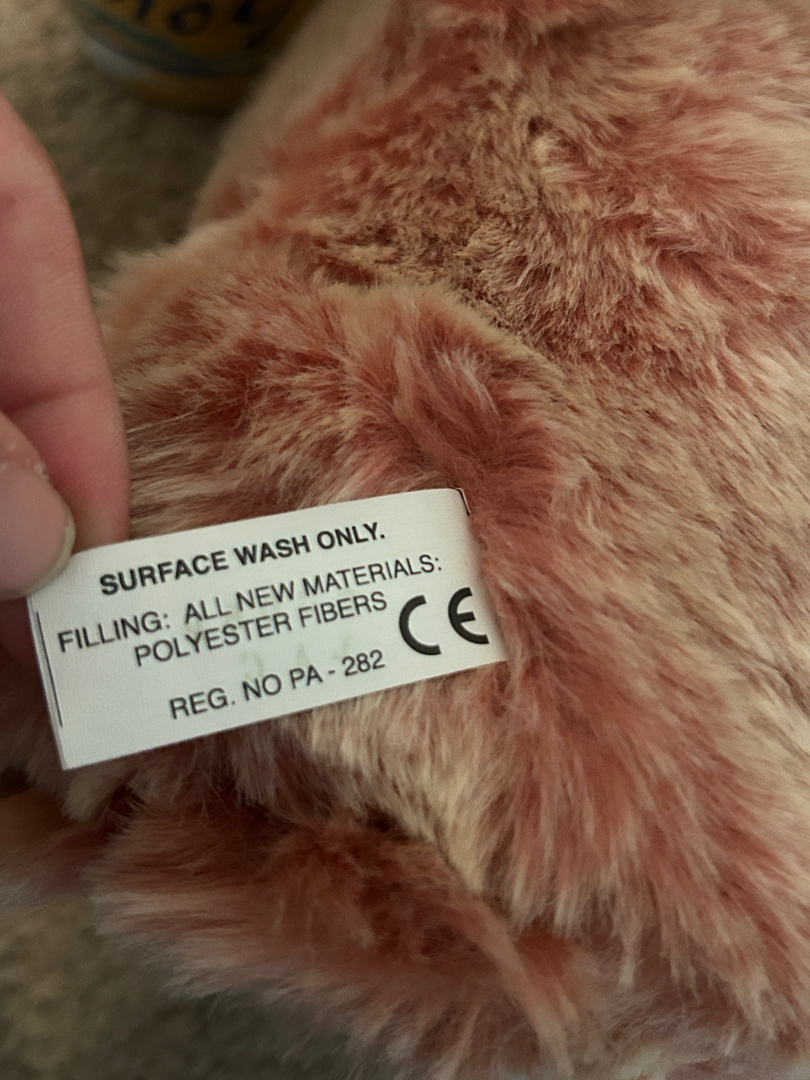 SURFACE WASH ONLY.
FILLING: ALL NEW MATERIALS:
POLYESTER FIBERS
CE
REG. NO PA - 282